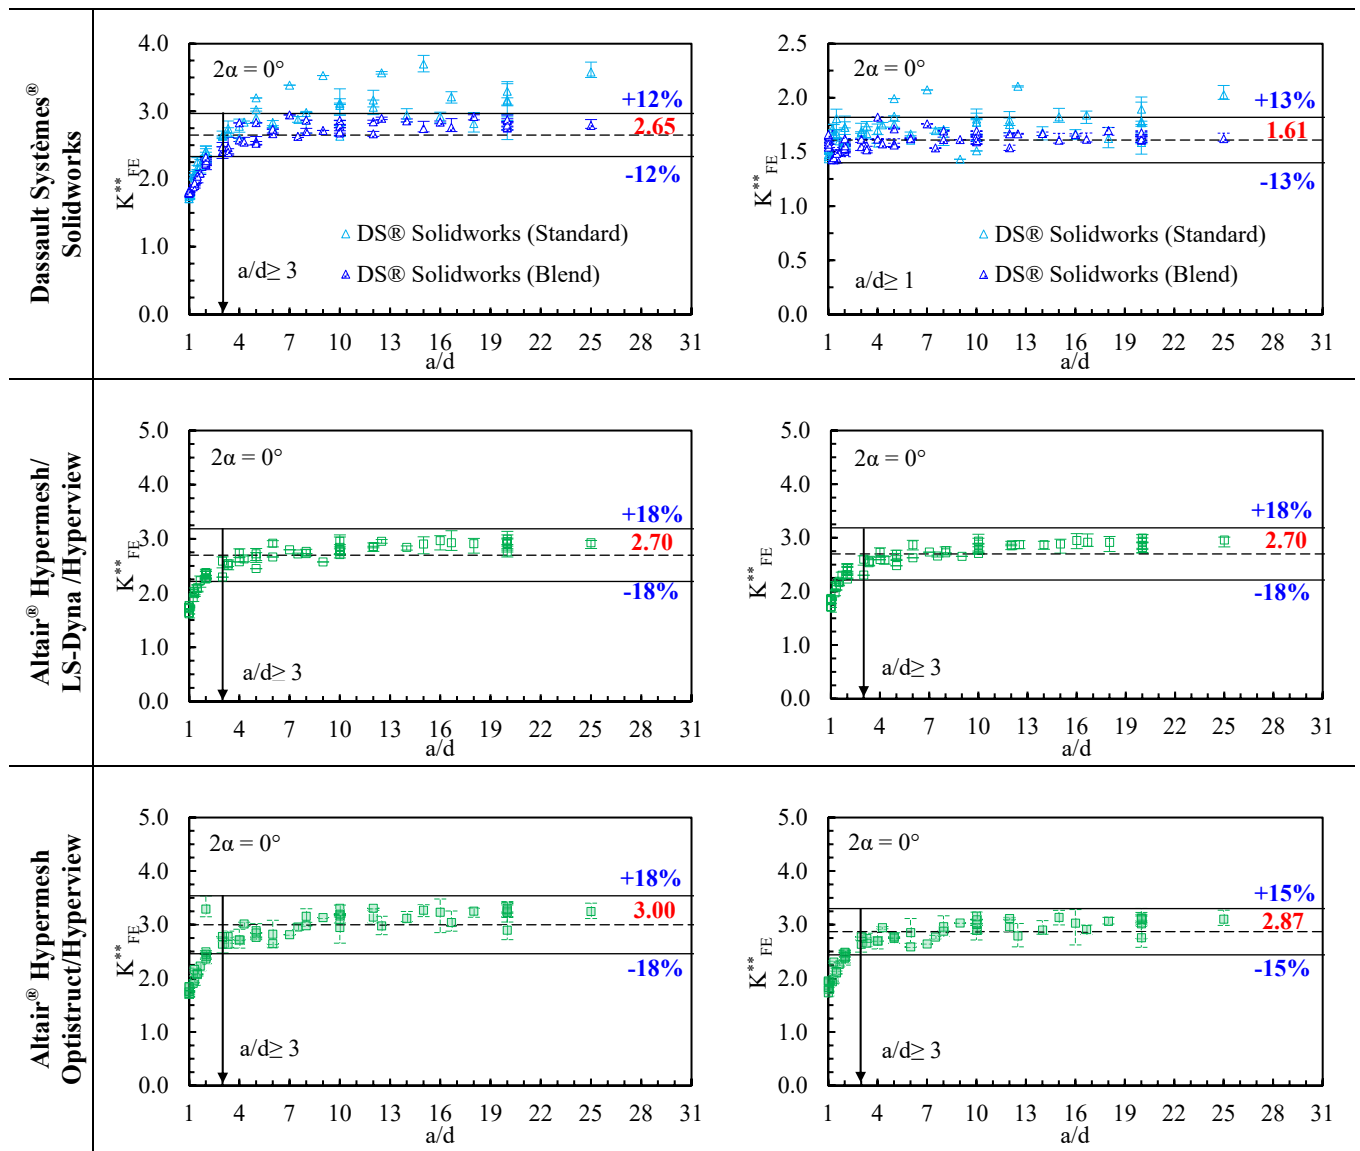 Dassault Systèmes®
Solidworks
4.0
3.0
2.0
1.0
0.0
K**FE
2α = 0°
+12%
2.65
-12%
DS® Solidworks (Standard)
DS® Solidworks (Blend)
a/d≥ 3
1 4 7 10 13 16 19 22 25 28 31
a/d
2.5
2.0
1.5
1.0
0.5
0.0
K**FE
2α = 0°
+13%
1.61
-13%
DS® Solidworks (Standard)
DS® Solidworks (Blend)
a/d≥ 1
1 4 7 10 13 16 19 22 25 28 31
a/d
Altair® Hypermesh/
LS-Dyna /Hyperview
5.0
4.0
3.0
2.0
1.0
0.0
K**FE
2α = 0°
+18%
2.70
-18%
a/d≥ 3
1 4 7 10 13 16 19 22 25 28 31
a/d
5.0
4.0
3.0
2.0
1.0
0.0
K**FE
2α = 0°
+18%
2.70
-18%
a/d≥ 3
1 4 7 10 13 16 19 22 25 28 31
a/d
Altair® Hypermesh
Optistruct/Hyperview
5.0
4.0
3.0
2.0
1.0
0.0
K**FE
2α = 0°
+18%
3.00
-18%
a/d≥ 3
1 4 7 10 13 16 19 22 25 28 31
a/d
5.0
4.0
3.0
2.0
1.0
0.0
K**FE
2α = 0°
+15%
2.87
-15%
a/d≥ 3
1 4 7 10 13 16 19 22 25 28 31
a/d